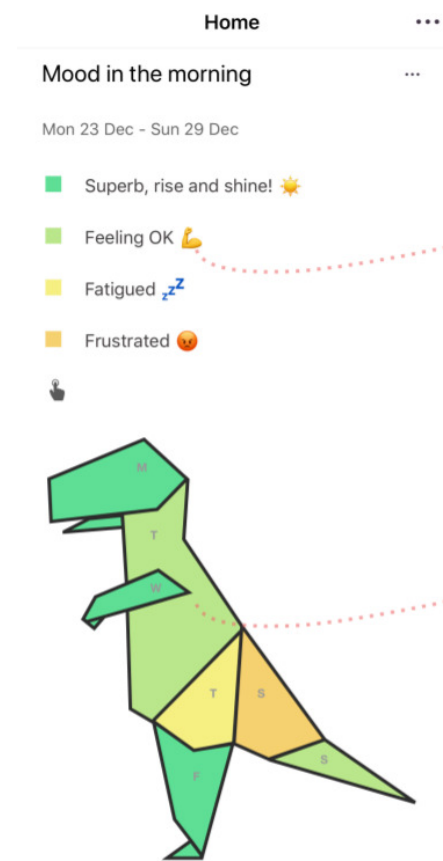 Home
Mood in the morning
Mon 23 Dec - Sun 29 Dec
Superb, rise and shine! ☀️
Feeling OK 💪
Fatigued 💤
Frustrated 😡
M
T
W
T
S
S
F